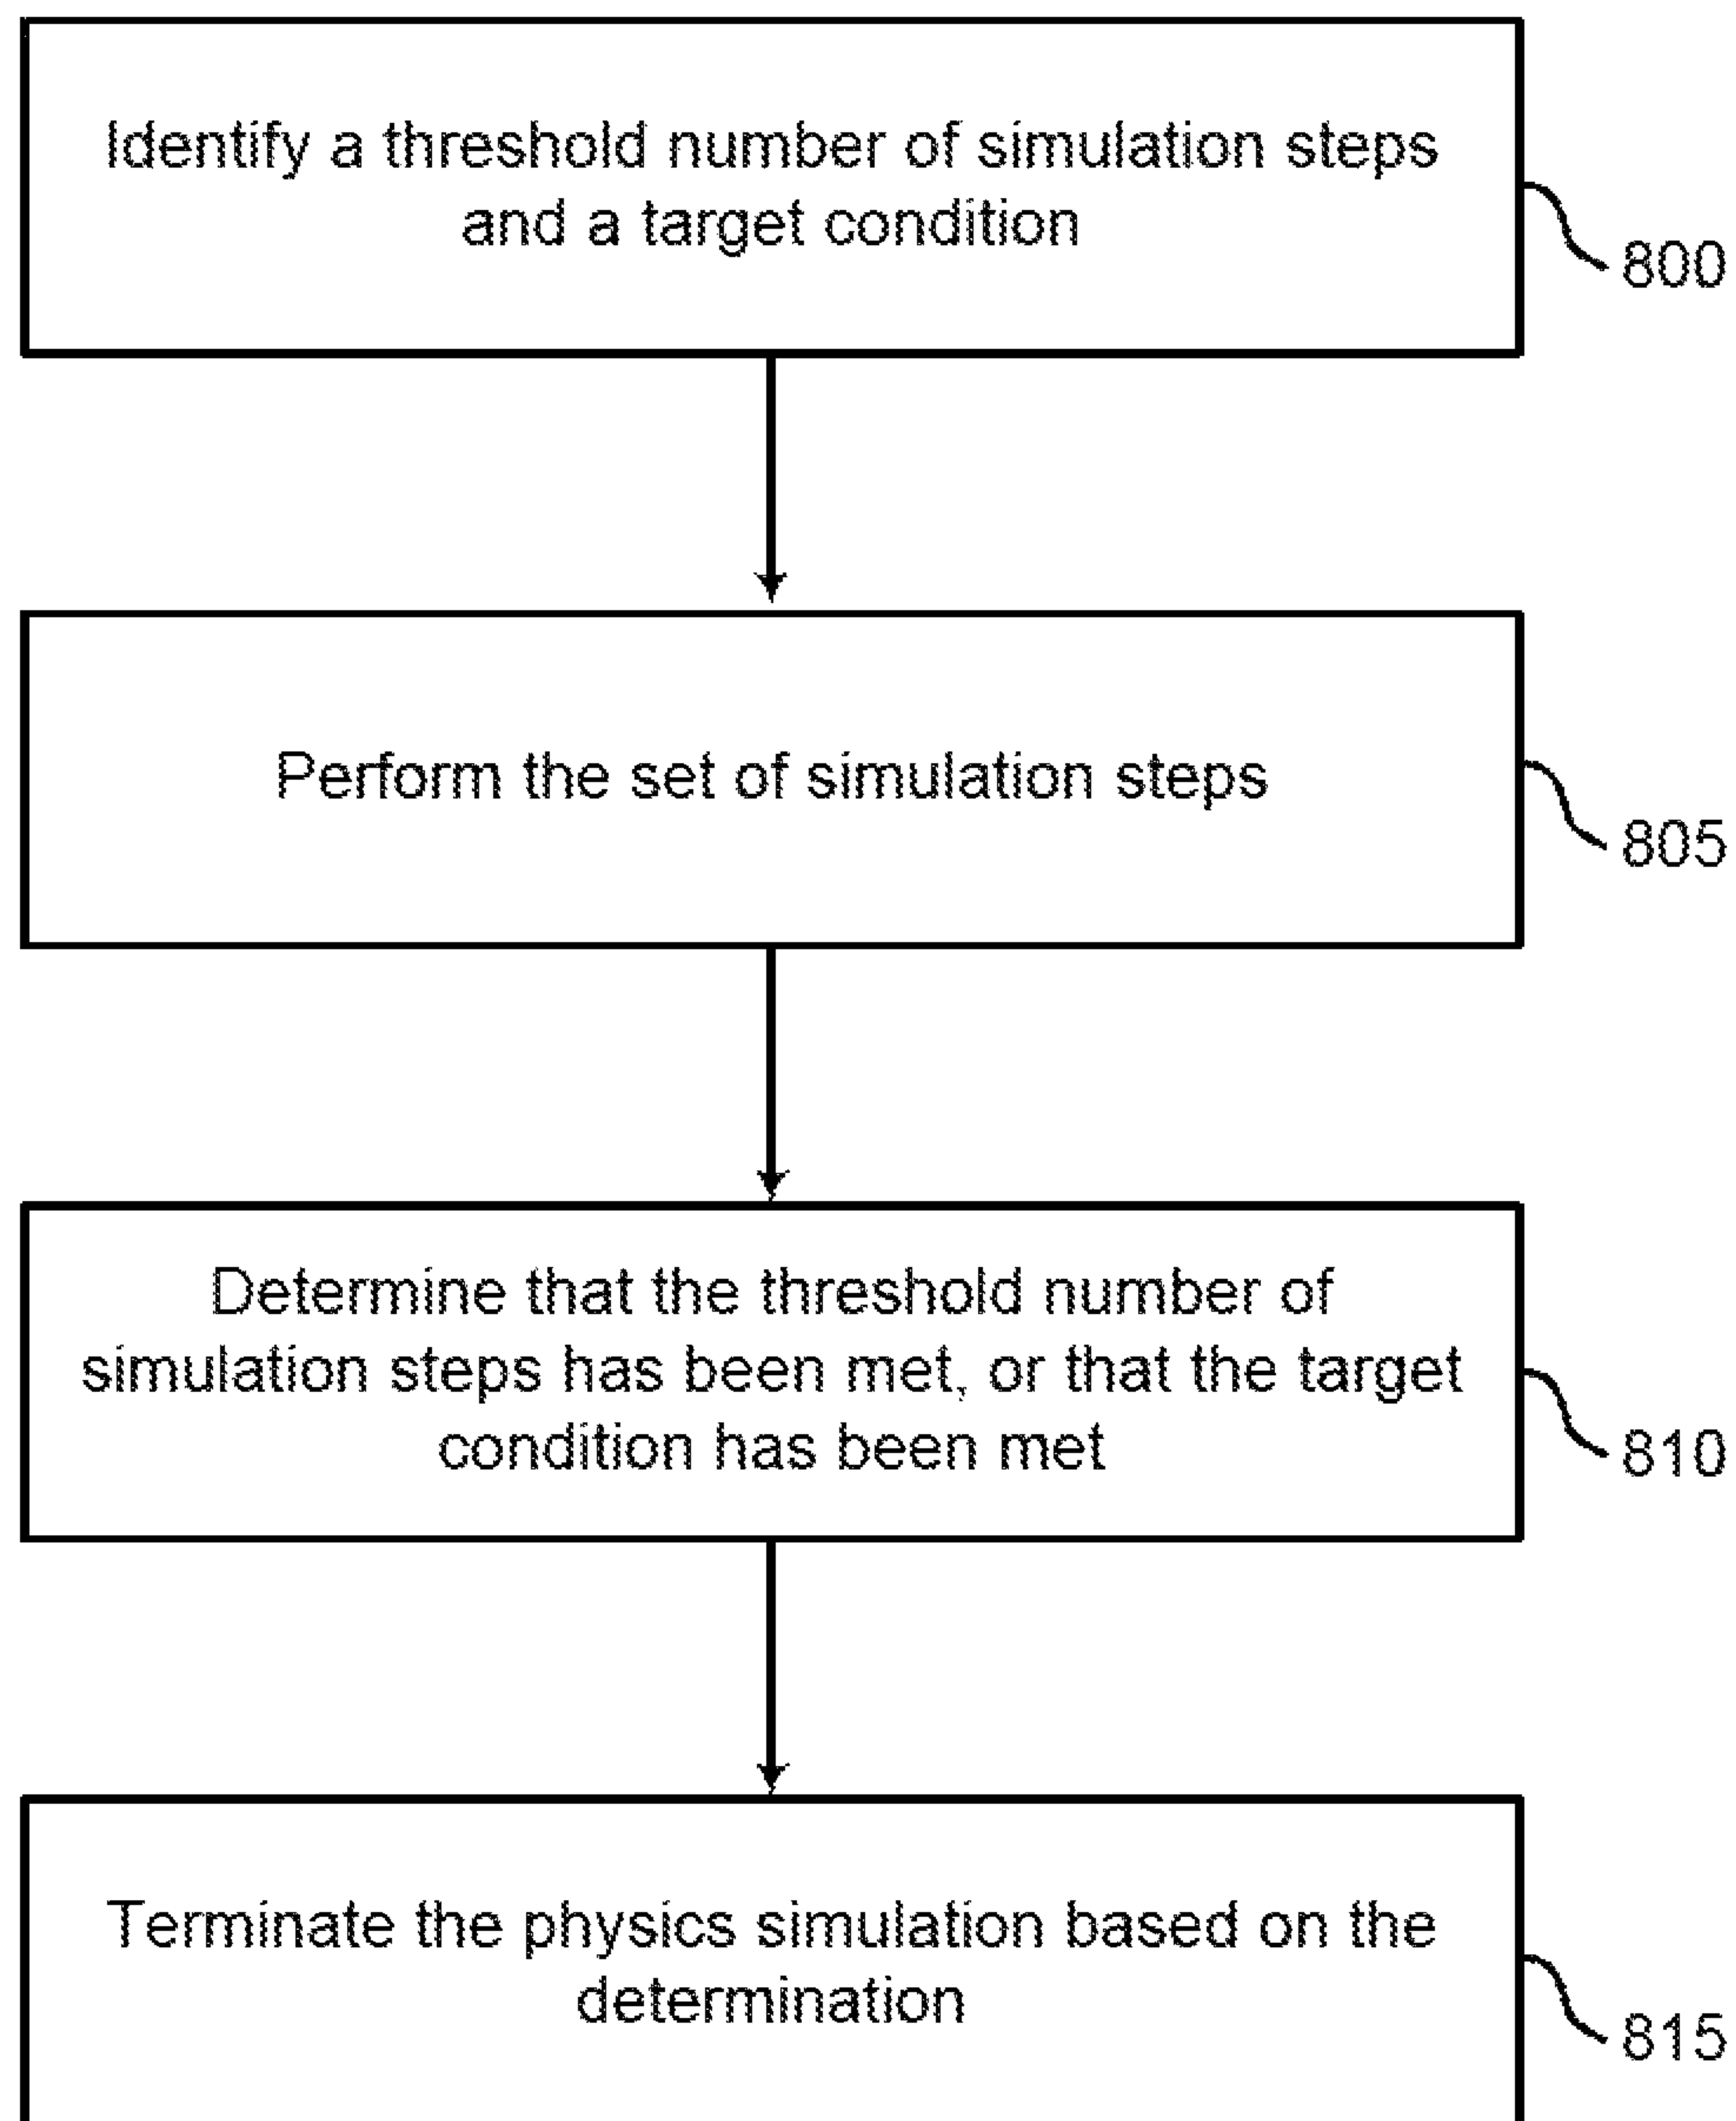 Identify a threshold number of simulation steps
and a target condition
800
Perform the set of simulation steps
805
Determine that the threshold number of
simulation steps has been met, or that the target
condition has been met
810
Terminate the physics simulation based on the
determination
815